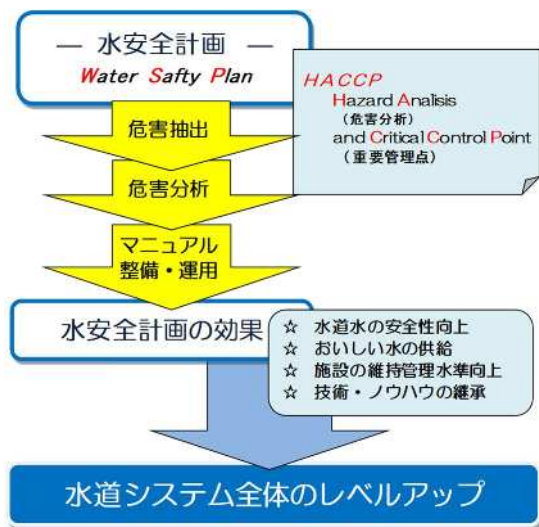 ― 水安全計画 ―
Water Safty Plan
HACCP
Hazard Analisis
（危害分析）
and Critical Control Point
（重要管理点）
危害抽出
危害分析
マニュアル
整備・運用
水安全計画の効果
☆ 水道水の安全性向上
☆ おいしい水の供給
☆ 施設の維持管理水準向上
☆ 技術・ノウハウの継承
水道システム全体のレベルアップ